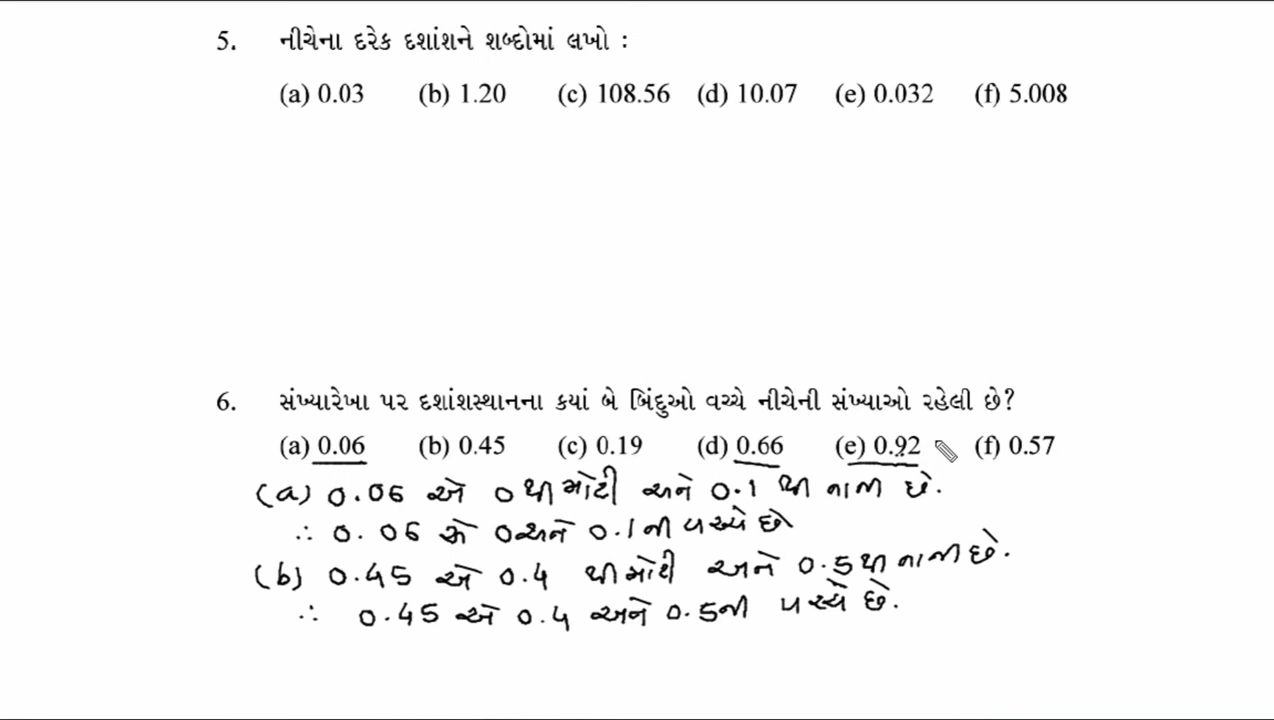 5. નીચેના દરેક દશાંશને શબ્દોમાં લખો :
(a) 0.03 (b) 1.20 (c) 108.56 (d) 10.07 (e) 0.032 (f) 5.008
6. સંખ્યારેખા પર દશાંશસ્થાનના કયાં બે બિંદુઓ વચ્ચે નીચેની સંખ્યાઓ રહેલી છે?
(a) 0.06 (b) 0.45 (c) 0.19 (d) 0.66 (e) 0.92 (f) 0.57
(a) 0.06 એ 0 થી મોટી અને 0.1 થી નાની છે.
∴ 0.06 એ 0 અને 0.1ની વચ્ચે છે
(b) 0.45 એ 0.4 થી મોટી અને 0.5 થી નાની છે.
∴ 0.45 એ 0.4 અને 0.5ની વચ્ચે છે.